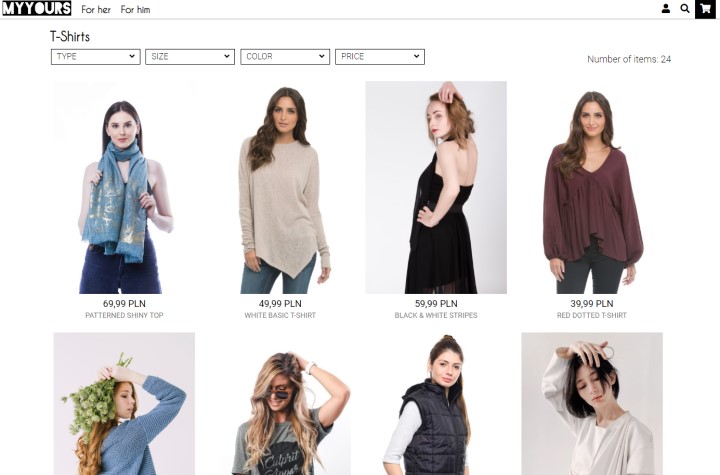 MYYOURS For her For him
T-Shirts
TYPE SIZE COLOR PRICE
Number of items: 24
69,99 PLN 49,99 PLN 59,99 PLN 39,99 PLN
PATTERNED SHINY TOP WHITE BASIC T-SHIRT BLACK & WHITE STRIPES RED DOTTED T-SHIRT
Culprit